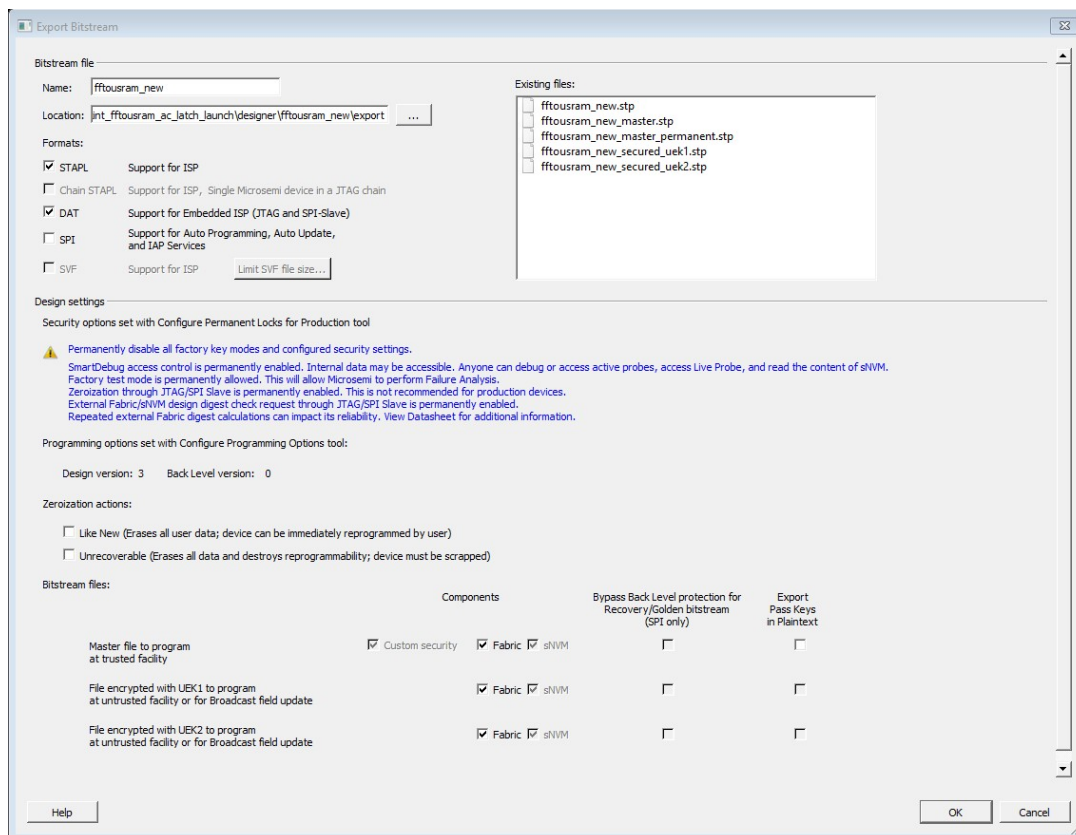 Export Bitstream
Bitstream file
Name: fftousram_new
Location: int_fftousram_ac_latch_launch\designer\fftousram_new\export ...
Formats:
STAPL Support for ISP
Chain STAPL Support for ISP, Single Microsemi device in a JTAG chain
DAT Support for Embedded ISP (JTAG and SPI-Slave)
SPI Support for Auto Programming, Auto Update,
and IAP Services
SVF Support for ISP Limit SVF file size...
Existing files:
fftousram_new.stp
fftousram_new_master.stp
fftousram_new_master_permanent.stp
fftousram_new_secured_uek1.stp
fftousram_new_secured_uek2.stp
Design settings
Security options set with Configure Permanent Locks for Production tool
Permanently disable all factory key modes and configured security settings.
SmartDebug access control is permanently enabled. Internal data may be accessible. Anyone can debug or access active probes, access Live Probe, and read the content of sNVM.
Factory test mode is permanently allowed. This will allow Microsemi to perform Failure Analysis.
Zeroization through JTAG/SPI Slave is permanently enabled. This is not recommended for production devices.
External Fabric/sNVM design digest check request through JTAG/SPI Slave is permanently enabled.
Repeated external Fabric digest calculations can impact its reliability. View Datasheet for additional information.
Programming options set with Configure Programming Options tool:
Design version: 3 Back Level version: 0
Zeroization actions:
Like New (Erases all user data; device can be immediately reprogrammed by user)
Unrecoverable (Erases all data and destroys reprogrammability; device must be scrapped)
Bitstream files:
Components
Bypass Back Level protection for
Recovery/Golden bitstream
(SPI only)
Export
Pass Keys
in Plaintext
Master file to program
at trusted facility
Custom security Fabric sNVM
File encrypted with UEK1 to program
at untrusted facility or for Broadcast field update
Fabric sNVM
File encrypted with UEK2 to program
at untrusted facility or for Broadcast field update
Fabric sNVM
Help OK Cancel